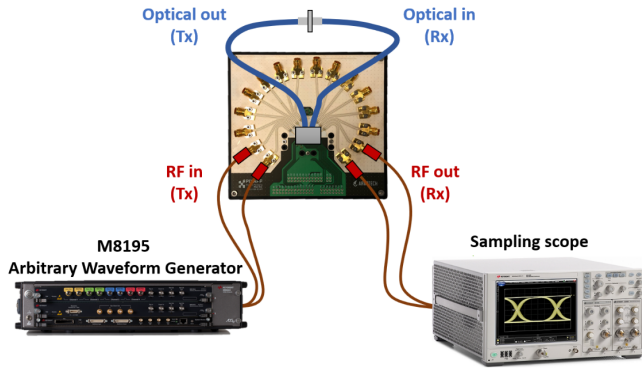 Optical out
(Tx)
Optical in
(Rx)
RF in
(Tx)
RF out
(Rx)
M8195
Arbitrary Waveform Generator
Sampling scope